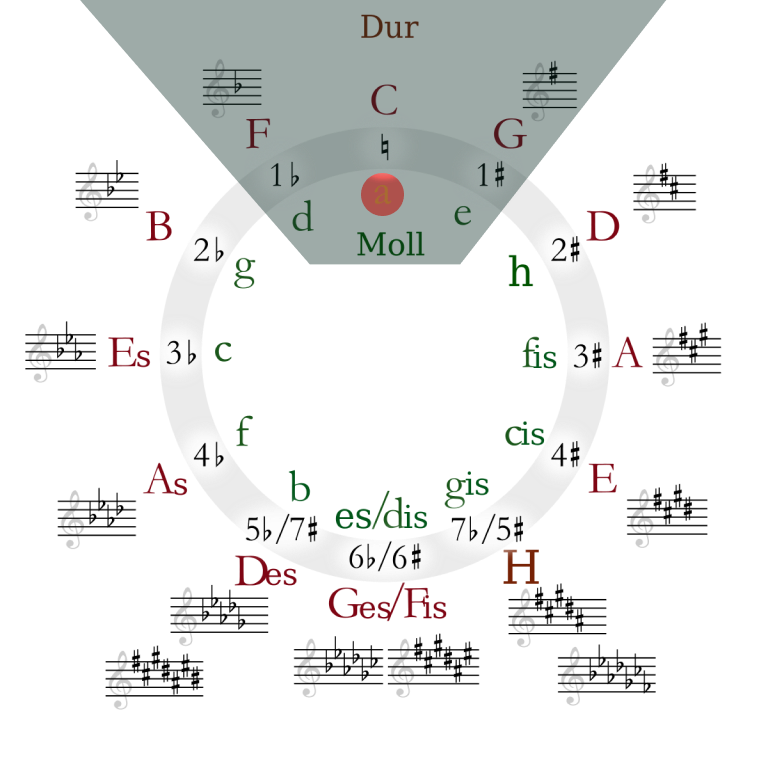 Dur
C
F
G
1♭
♮
1♯
a
d
e
Moll
B
D
2♭
2♯
g
h
Es
3♭
c
fis
3♯
A
As
4♭
f
cis
4♯
E
b
gis
es/dis
5♭/7♯
7♭/5♯
6♭/6♯
Des
H
Ges/Fis